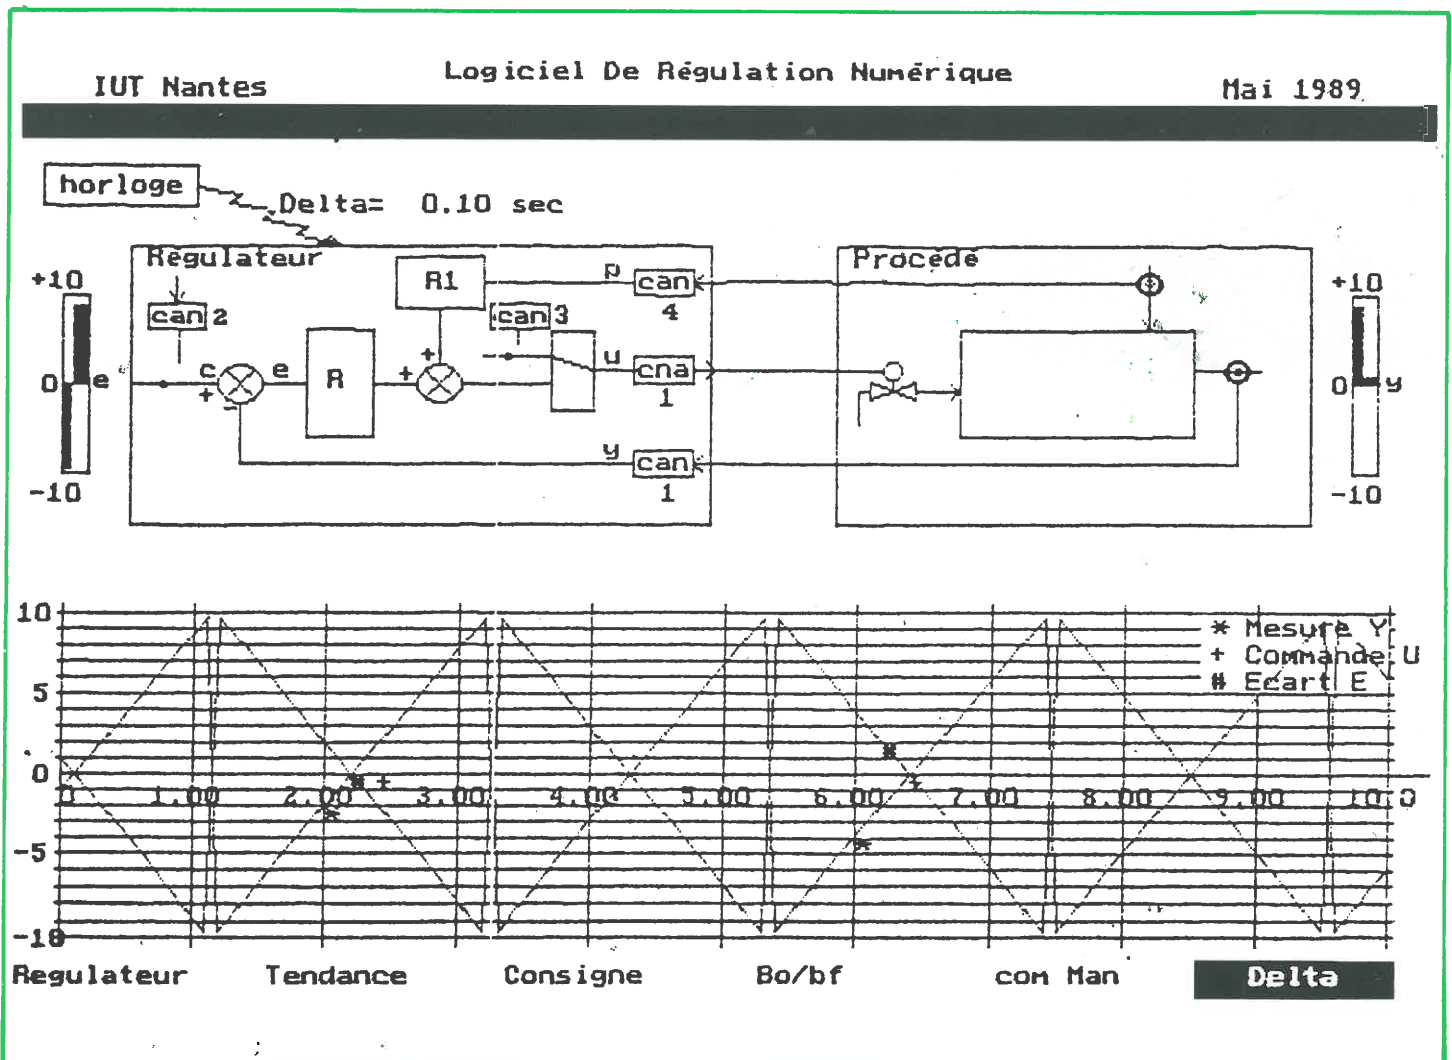 IUT Nantes
Logiciel De Régulation Numérique
Mai 1989
horloge
Delta= 0.10 sec
Régulateur
Procédé
+10
0
-10
e
can 2
c
+
-
e
R
R1
+
+
can 3
p
can
4
u
cna
1
y
can
1
+10
0
-10
y
10
5
0
-5
-10
0 1.00 2.00 3.00 4.00 5.00 6.00 7.00 8.00 9.00 10.0
* Mesure Y
+ Commande U
# Ecart E
Regulateur Tendance Consigne Bo/bf com Man Delta